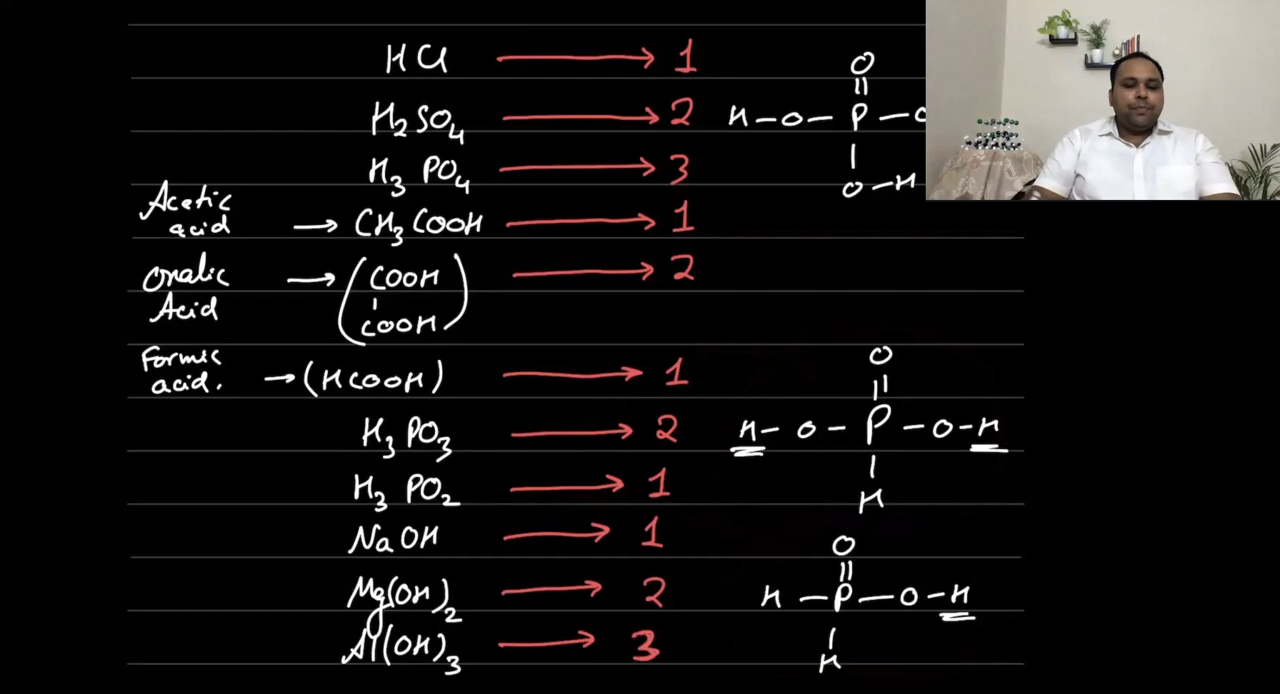 HCl → 1
H₂SO₄ → 2
H₃PO₄ → 3
O
||
H-O-P-O
|
O-H
Acetic
acid → CH₃COOH → 1
Oxalic
Acid → (COOH
|
COOH) → 2
Formic
acid. → (HCOOH) → 1
H₃PO₃ → 2
O
||
H-O-P-O-H
|
H
H₃PO₂ → 1
NaOH → 1
Mg(OH)₂ → 2
Al(OH)₃ → 3
O
||
H-P-O-H
|
H